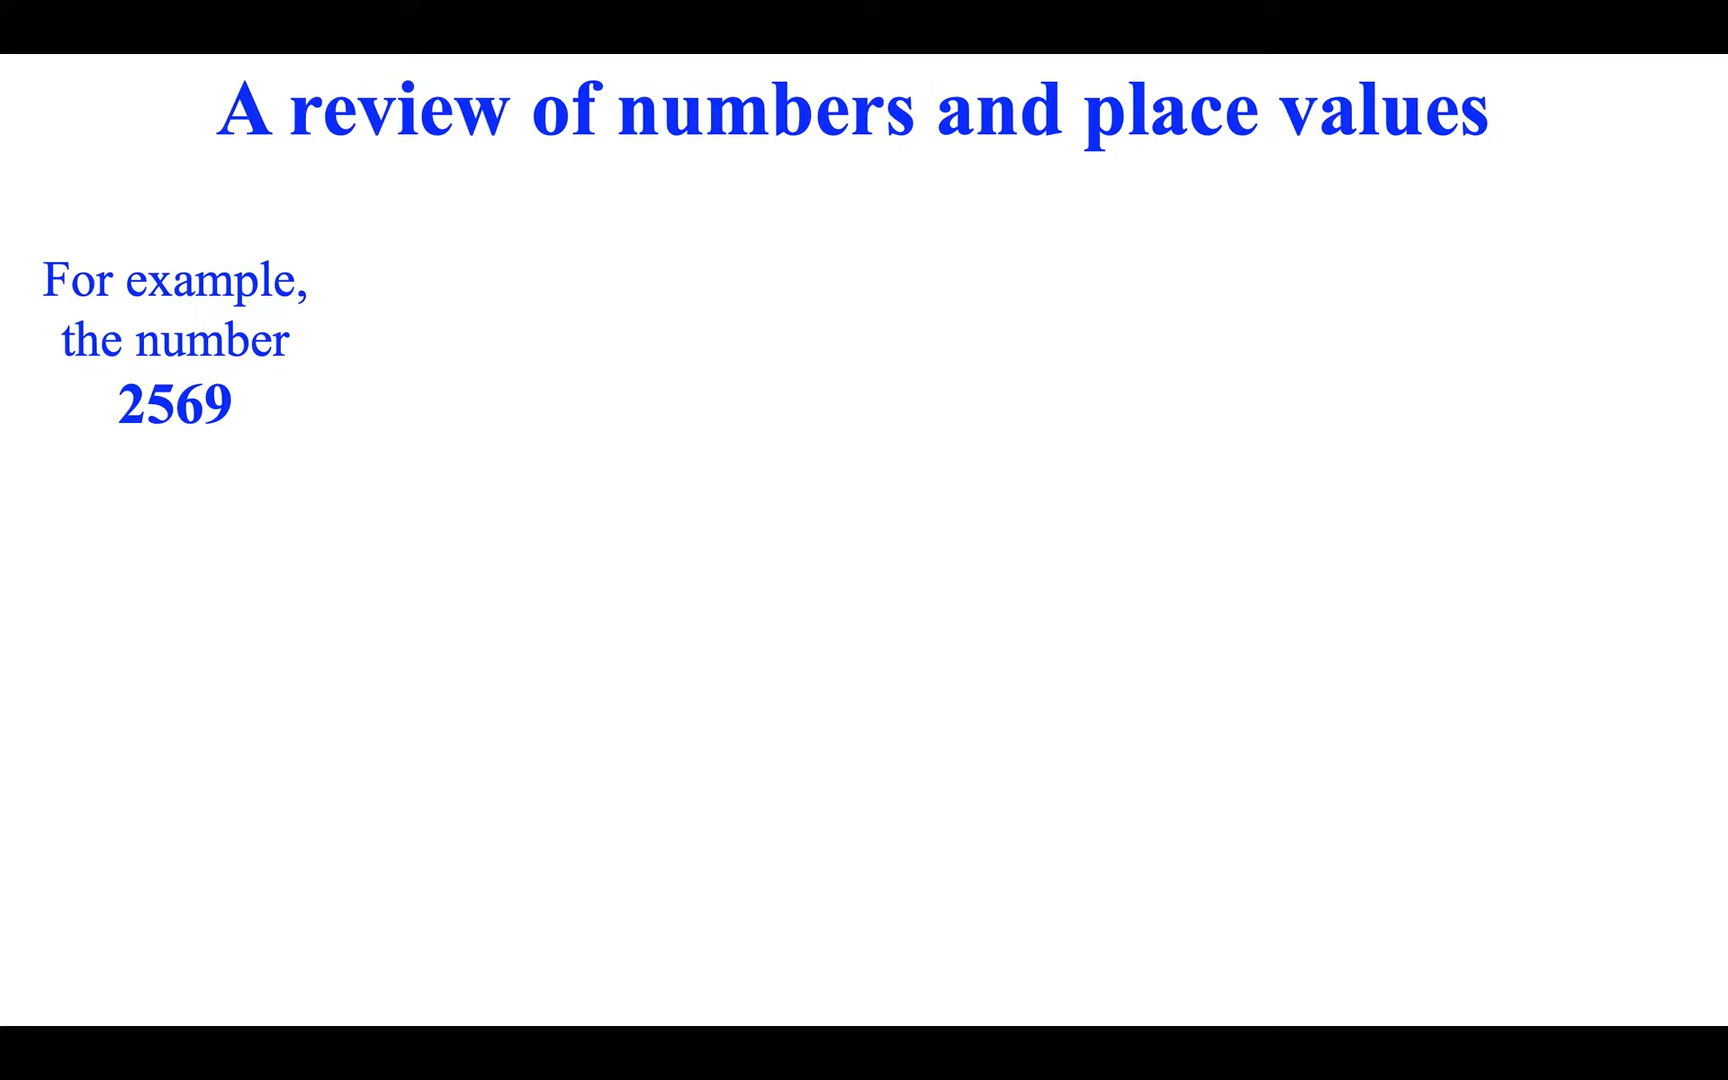 A review of numbers and place values
For example,
the number
2569